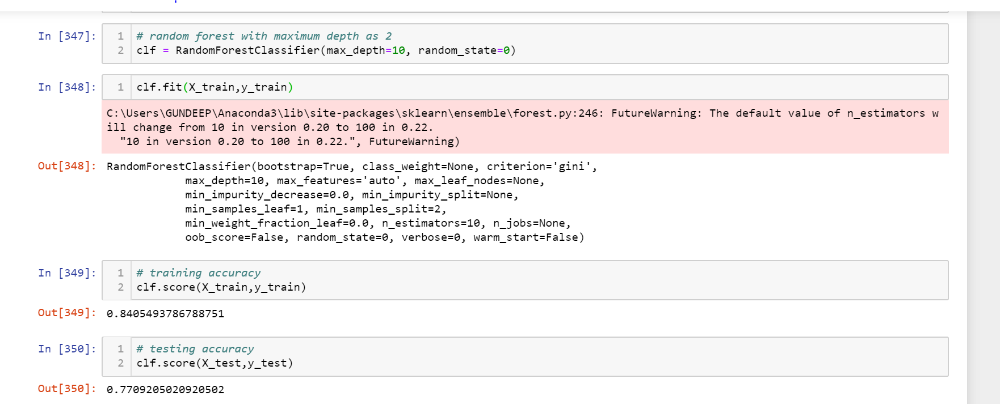 In [347]:
1 # random forest with maximum depth as 2
2 clf = RandomForestClassifier(max_depth=10, random_state=0)
In [348]:
1 clf.fit(X_train,y_train)
C:\Users\GUNDEEP\Anaconda3\lib\site-packages\sklearn\ensemble\forest.py:246: FutureWarning: The default value of n_estimators w
ill change from 10 in version 0.20 to 100 in 0.22.
"10 in version 0.20 to 100 in 0.22.", FutureWarning)
Out[348]: RandomForestClassifier(bootstrap=True, class_weight=None, criterion='gini',
max_depth=10, max_features='auto', max_leaf_nodes=None,
min_impurity_decrease=0.0, min_impurity_split=None,
min_samples_leaf=1, min_samples_split=2,
min_weight_fraction_leaf=0.0, n_estimators=10, n_jobs=None,
oob_score=False, random_state=0, verbose=0, warm_start=False)
In [349]:
1 # training accuracy
2 clf.score(X_train,y_train)
Out[349]: 0.8405493786788751
In [350]:
1 # testing accuracy
2 clf.score(X_test,y_test)
Out[350]: 0.7709205020920502